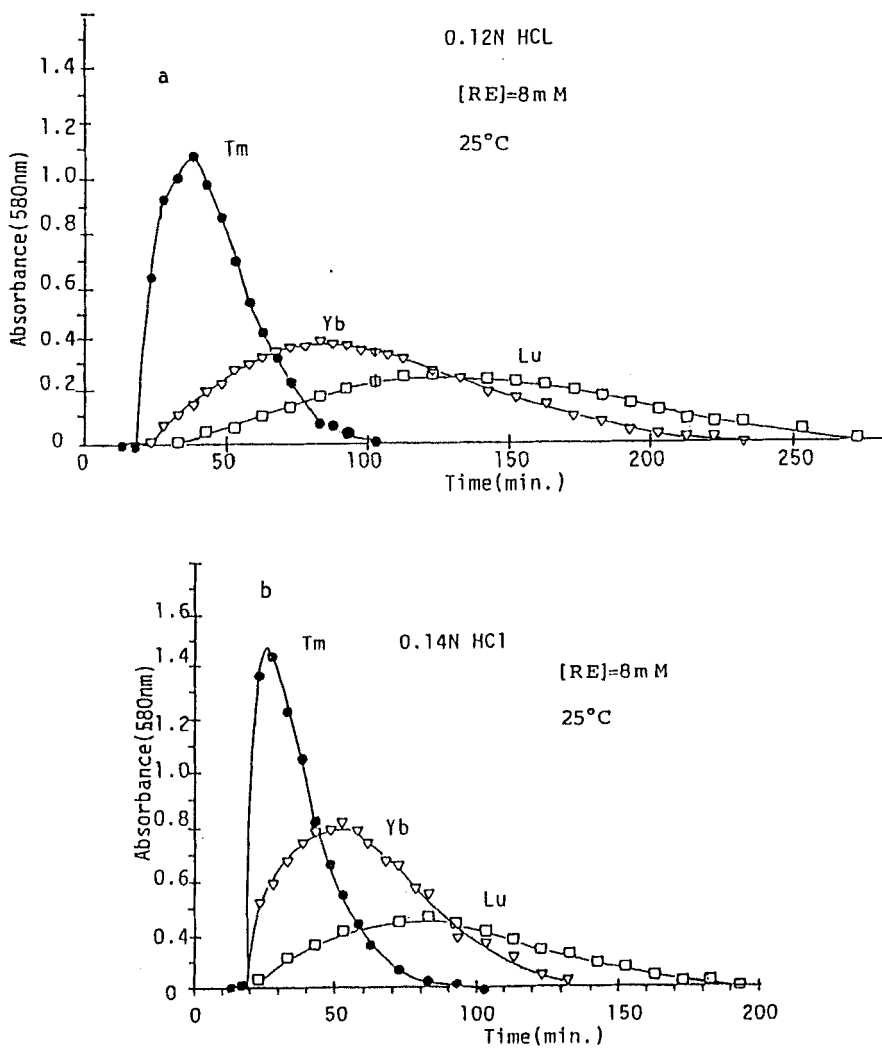 0.12N HCL
1.4
a
[RE]=8mM
1.2
25°C
Tm
1.0
0.8
0.6
Absorbance(580nm)
0.4
Yb
Lu
0.2
0
0 50 100 150 200 250
Time(min.)
b
1.6
Tm
0.14N HCl
1.4
[RE]=8mM
1.2
25°C
1.0
Absorbance(580nm)
0.8
Yb
0.6
Lu
0.4
0.2
0
0 50 100 150 200
Time(min.)